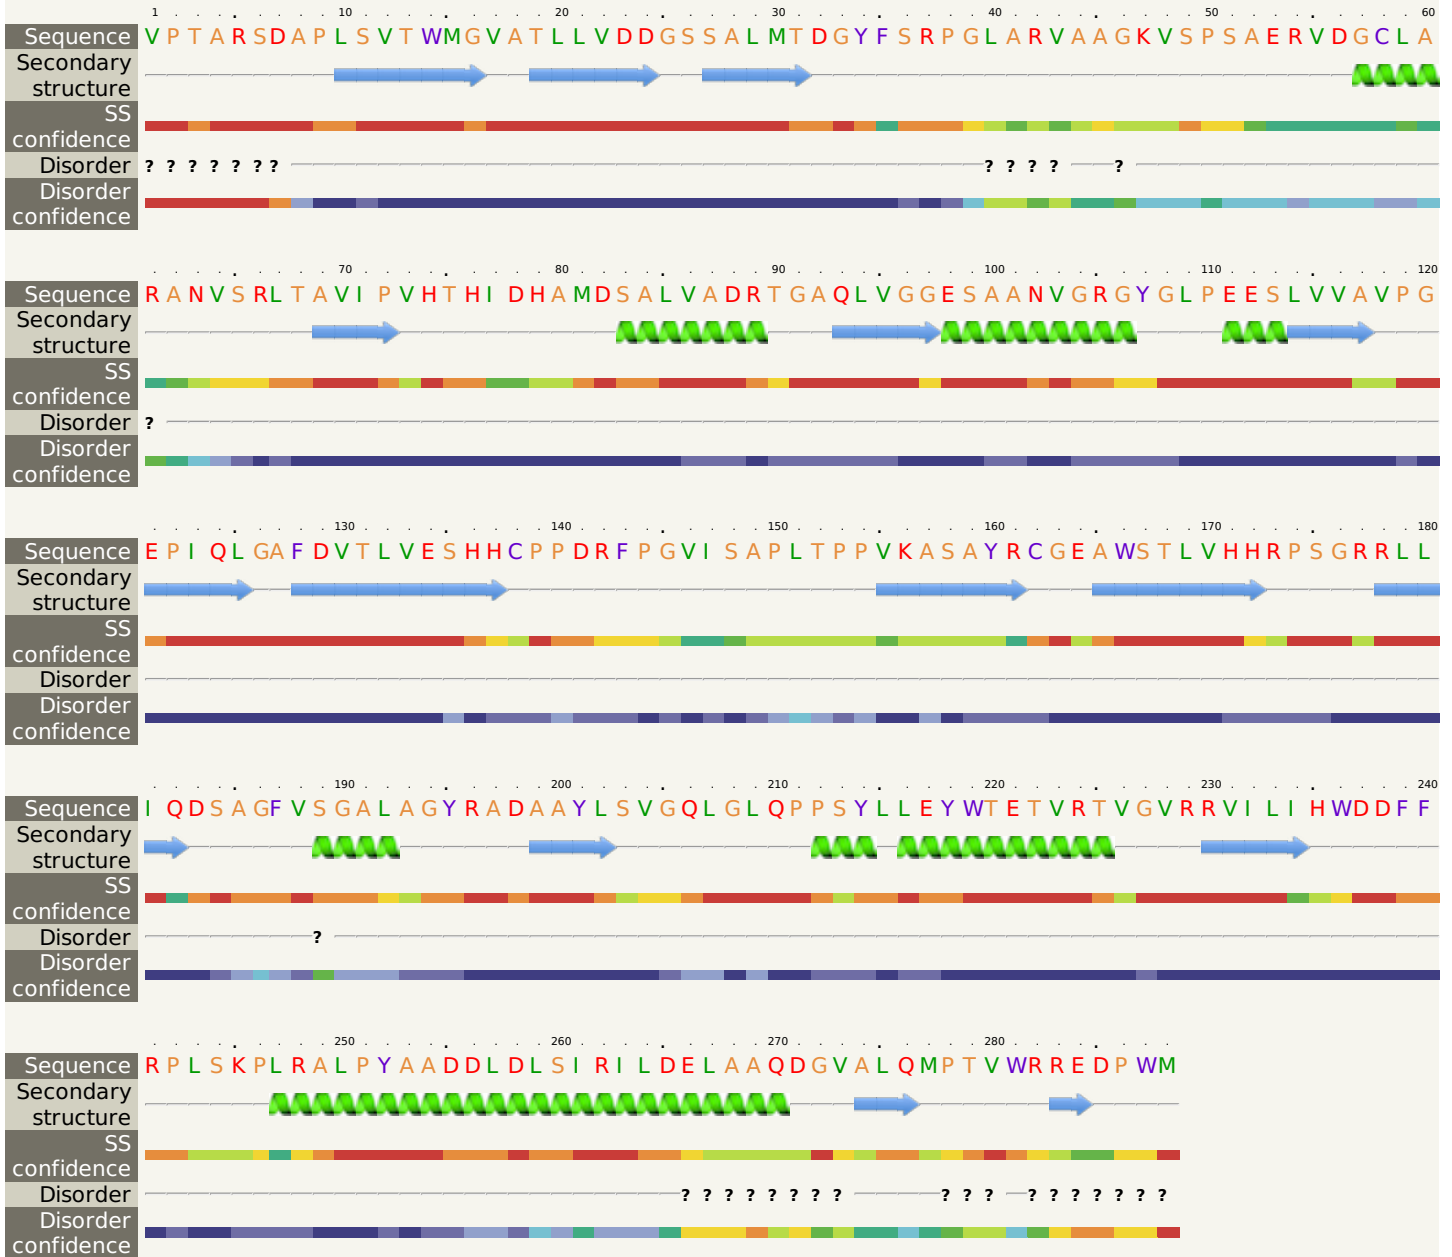 1 . . . . 10 . . . . 20 . . . . 30 . . . . 40 . . . . 50 . . . . 60
Sequence VPTARSDAPLSVTWMGVATLLVDDGSSALMTDGYFSRPGLARVAAGKVSPSAERVDGCLA
Secondary
structure
SS
confidence
Disorder ? ? ? ? ? ? ? ? ? ? ? ?
Disorder
confidence
. . . . 70 . . . . 80 . . . . 90 . . . . 100 . . . . 110 . . . . 120
Sequence RANVSRLTAVIPVHTHIDHAMDSALVADRTGAQLVGGESAANVGRGYGLPEESLVVAVPG
Secondary
structure
SS
confidence
Disorder ?
Disorder
confidence
. . . . 130 . . . . 140 . . . . 150 . . . . 160 . . . . 170 . . . . 180
Sequence EPIQLGAFDVTLVESHHCPPDRFPGVISAPLTPPVKASAYRCGEAWSTLVHHRPSGRRLL
Secondary
structure
SS
confidence
Disorder
Disorder
confidence
. . . . 190 . . . . 200 . . . . 210 . . . . 220 . . . . 230 . . . . 240
Sequence IQDSAGFVSGALAGYRADAAYLSVGQLGLQPPSYLLEYWTETVRTVGVRRVILIHWDDFF
Secondary
structure
SS
confidence
Disorder ?
Disorder
confidence
. . . . 250 . . . . 260 . . . . 270 . . . . 280 . . . .
Sequence RPLSKPLRALPYAADDLDLSIRILDELAAQDGVALQMPTVWRREDPWM
Secondary
structure
SS
confidence
Disorder ? ? ? ? ? ? ? ? ? ? ? ? ? ? ? ? ? ?
Disorder
confidence